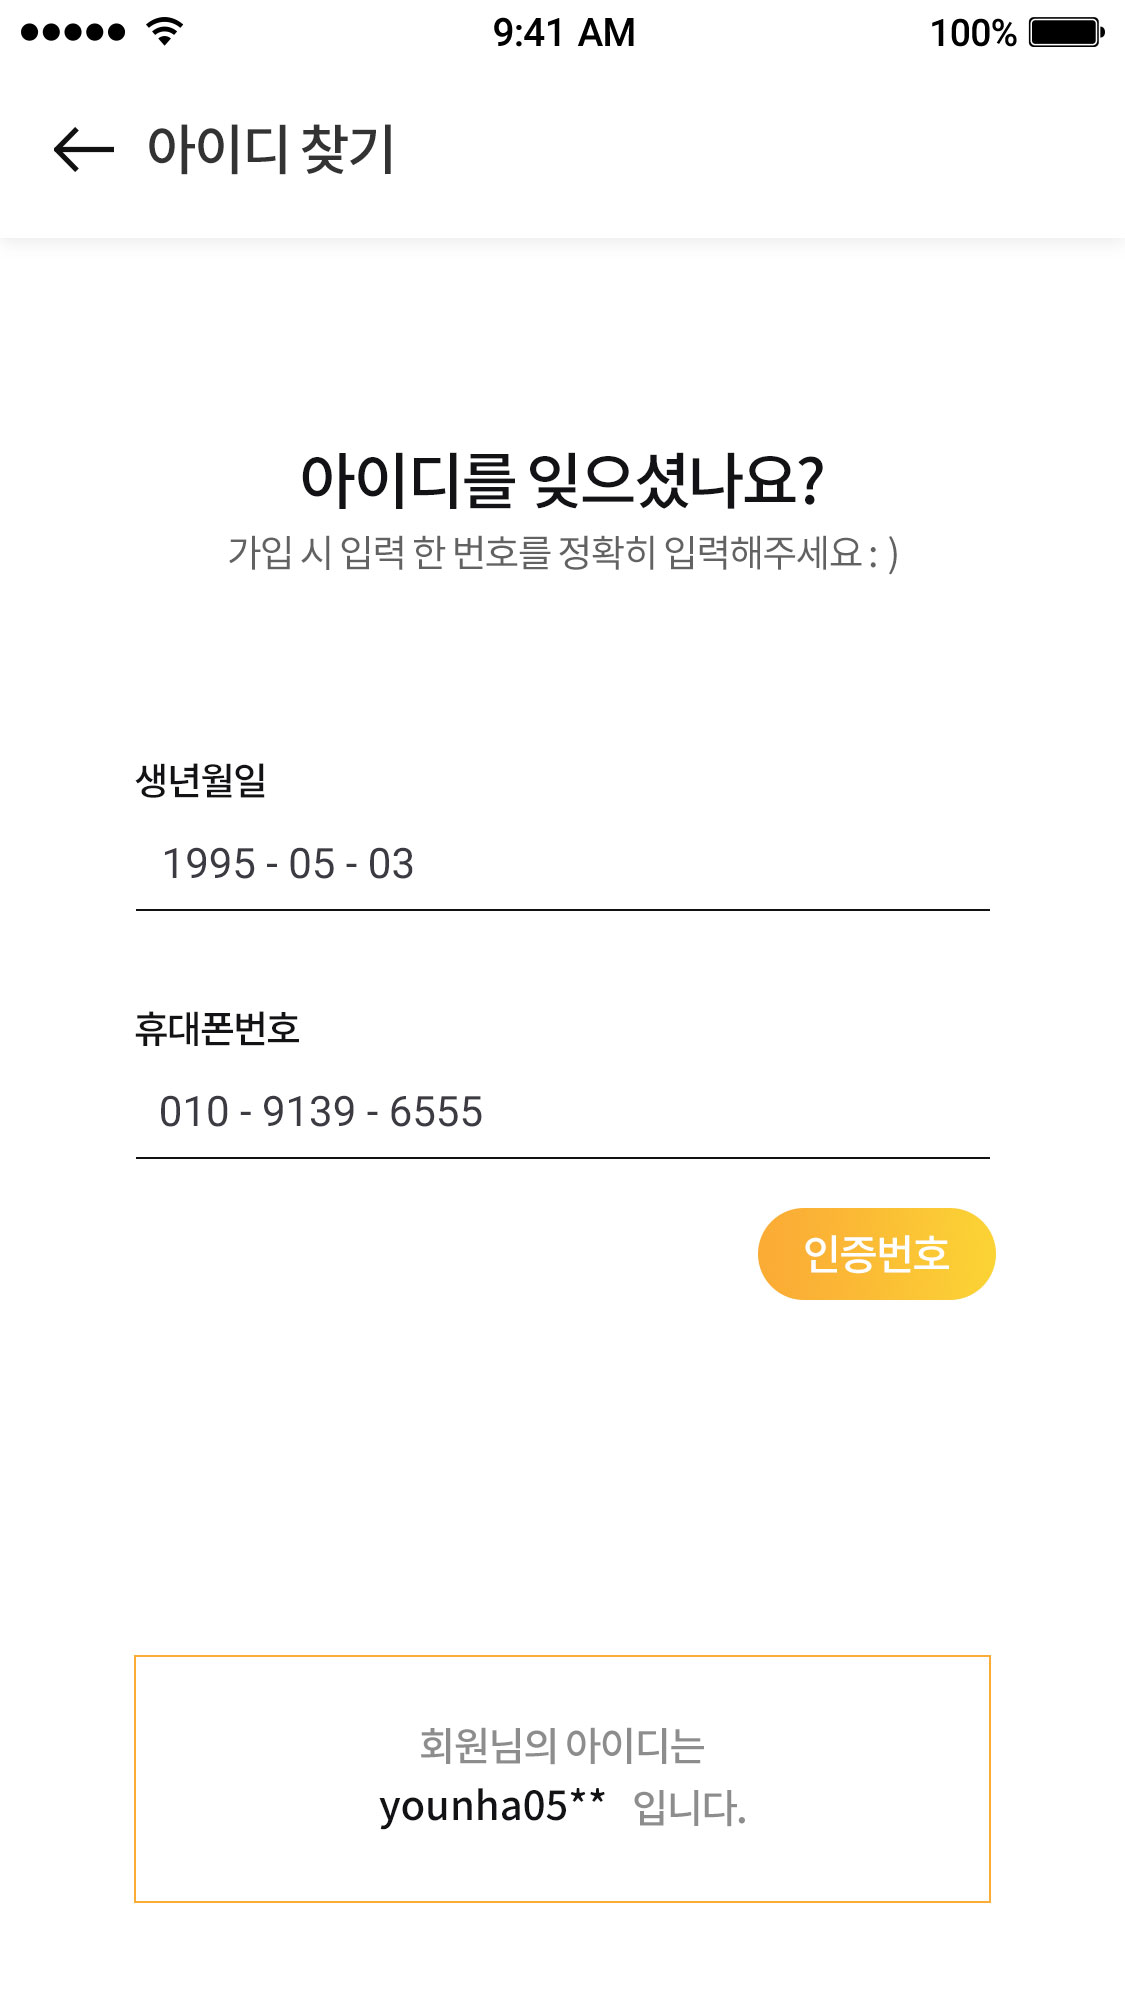 9:41 AM 100%
아이디 찾기
아이디를 잊으셨나요?
가입 시 입력 한 번호를 정확히 입력해주세요 : )
생년월일
1995 - 05 - 03
휴대폰번호
010 - 9139 - 6555
인증번호
회원님의 아이디는
younha05** 입니다.